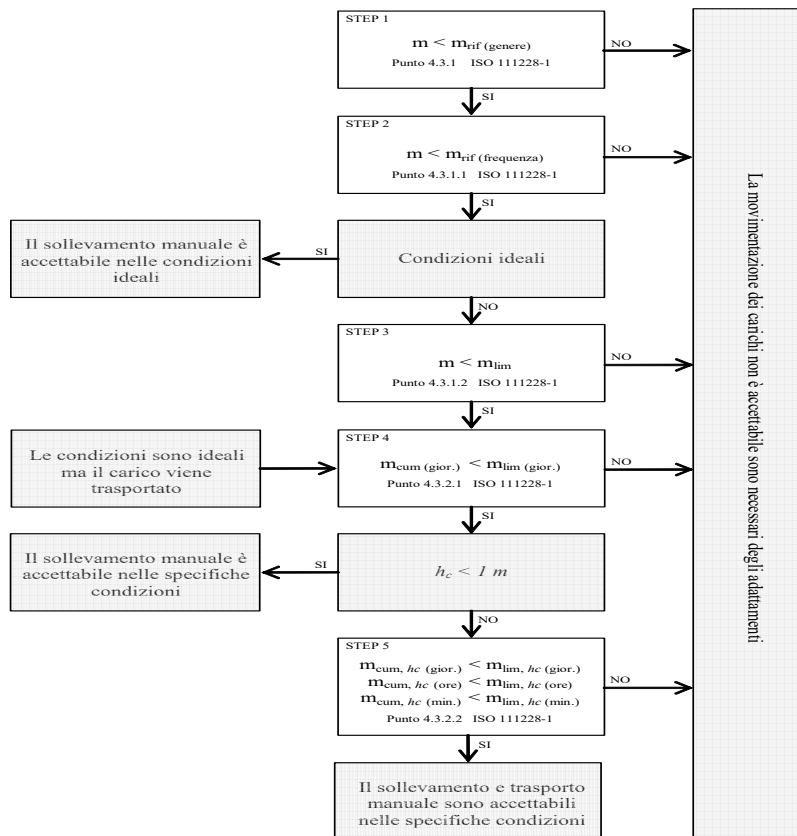 STEP 1
m < mrif (genere)
Punto 4.3.1 ISO 111228-1
NO
SI
STEP 2
m < mrif (frequenza)
Punto 4.3.1.1 ISO 111228-1
NO
SI
Il sollevamento manuale è
accettabile nelle condizioni
ideali
SI
Condizioni ideali
NO
STEP 3
m < mlim
Punto 4.3.1.2 ISO 111228-1
NO
SI
Le condizioni sono ideali
ma il carico viene
trasportato
STEP 4
mcum (gior.) < mlim (gior.)
Punto 4.3.2.1 ISO 111228-1
NO
SI
Il sollevamento manuale è
accettabile nelle specifiche
condizioni
SI
hc < 1 m
NO
STEP 5
mcum, hc (gior.) < mlim, hc (gior.)
mcum, hc (ore) < mlim, hc (ore)
mcum, hc (min.) < mlim, hc (min.)
Punto 4.3.2.2 ISO 111228-1
NO
SI
Il sollevamento e trasporto
manuale sono accettabili
nelle specifiche condizioni
La movimentazione dei carichi non è accettabile sono necessari degli adattamenti